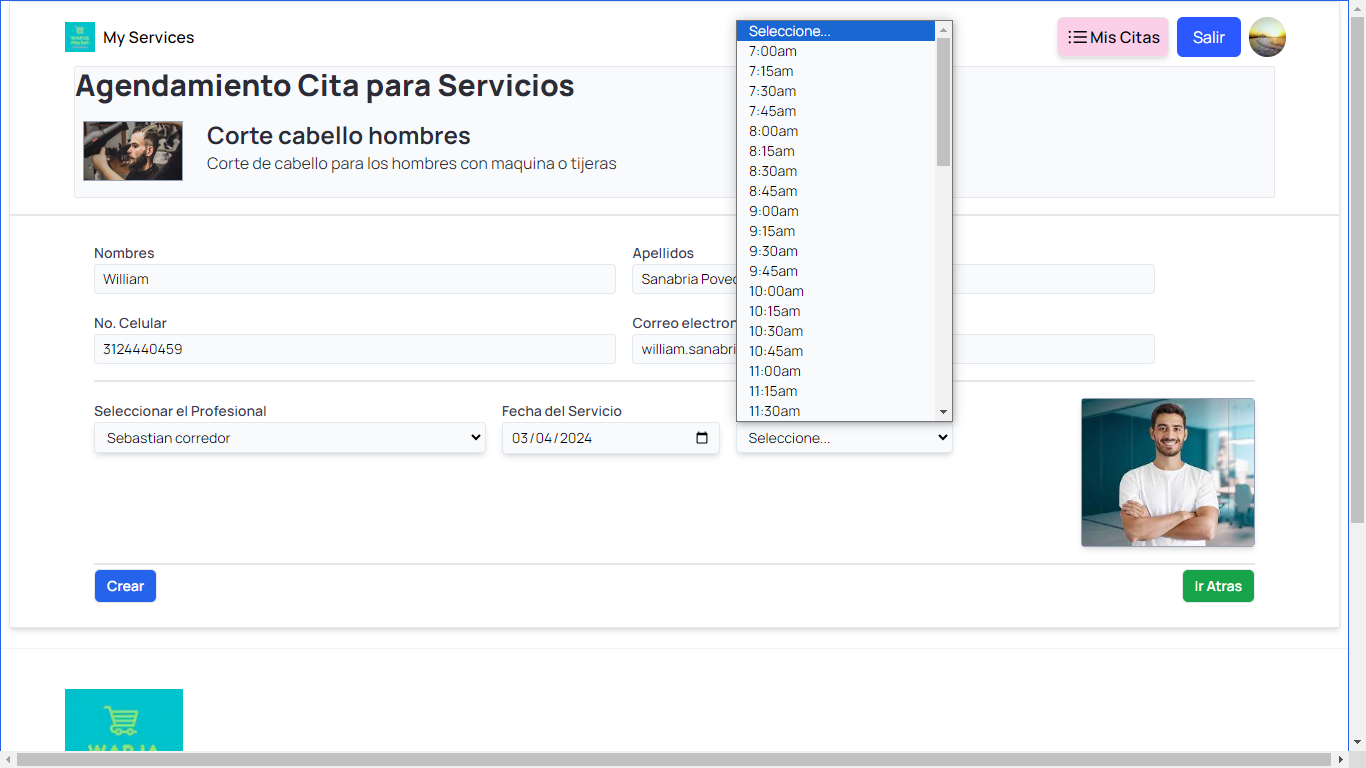 My Services
Mis Citas
Salir
Agendamiento Cita para Servicios
Corte cabello hombres
Corte de cabello para los hombres con maquina o tijeras
Seleccione...
7:00am
7:15am
7:30am
7:45am
8:00am
8:15am
8:30am
8:45am
9:00am
9:15am
9:30am
9:45am
10:00am
10:15am
10:30am
10:45am
11:00am
11:15am
11:30am
Nombres
William
Apellidos
Sanabria Poved
No. Celular
3124440459
Correo electron
william.sanabri
Seleccionar el Profesional
Sebastian corredor
Fecha del Servicio
03/04/2024
Seleccione...
Crear
Ir Atras